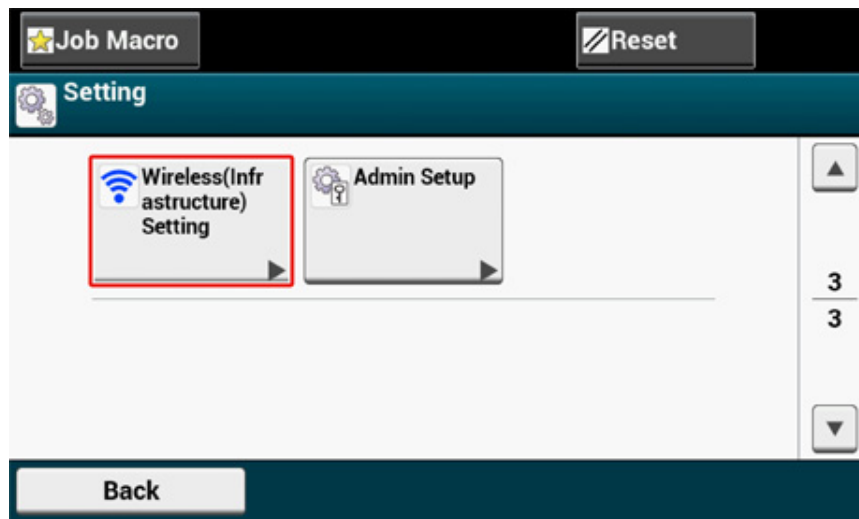 Job Macro
Reset
Setting
Wireless(Infr
astructure)
Setting
Admin Setup
3
3
Back